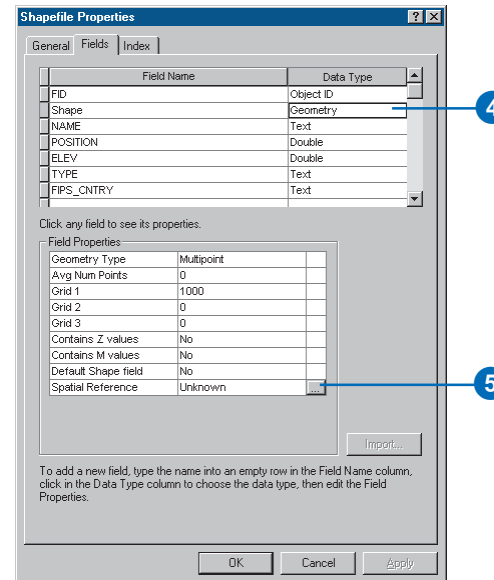 Shapefile Properties ? X
General Fields Index
Field Name Data Type
FID Object ID
Shape Geometry
NAME Text
POSITION Double
ELEV Double
TYPE Text
FIPS_CNTRY Text
4
Click any field to see its properties.
Field Properties
Geometry Type Multipoint
Avg Num Points 0
Grid 1 1000
Grid 2 0
Grid 3 0
Contains Z values No
Contains M values No
Default Shape field No
Spatial Reference Unknown ...
5
Import...
To add a new field, type the name into an empty row in the Field Name column,
click in the Data Type column to choose the data type, then edit the Field
Properties.
OK Cancel Apply